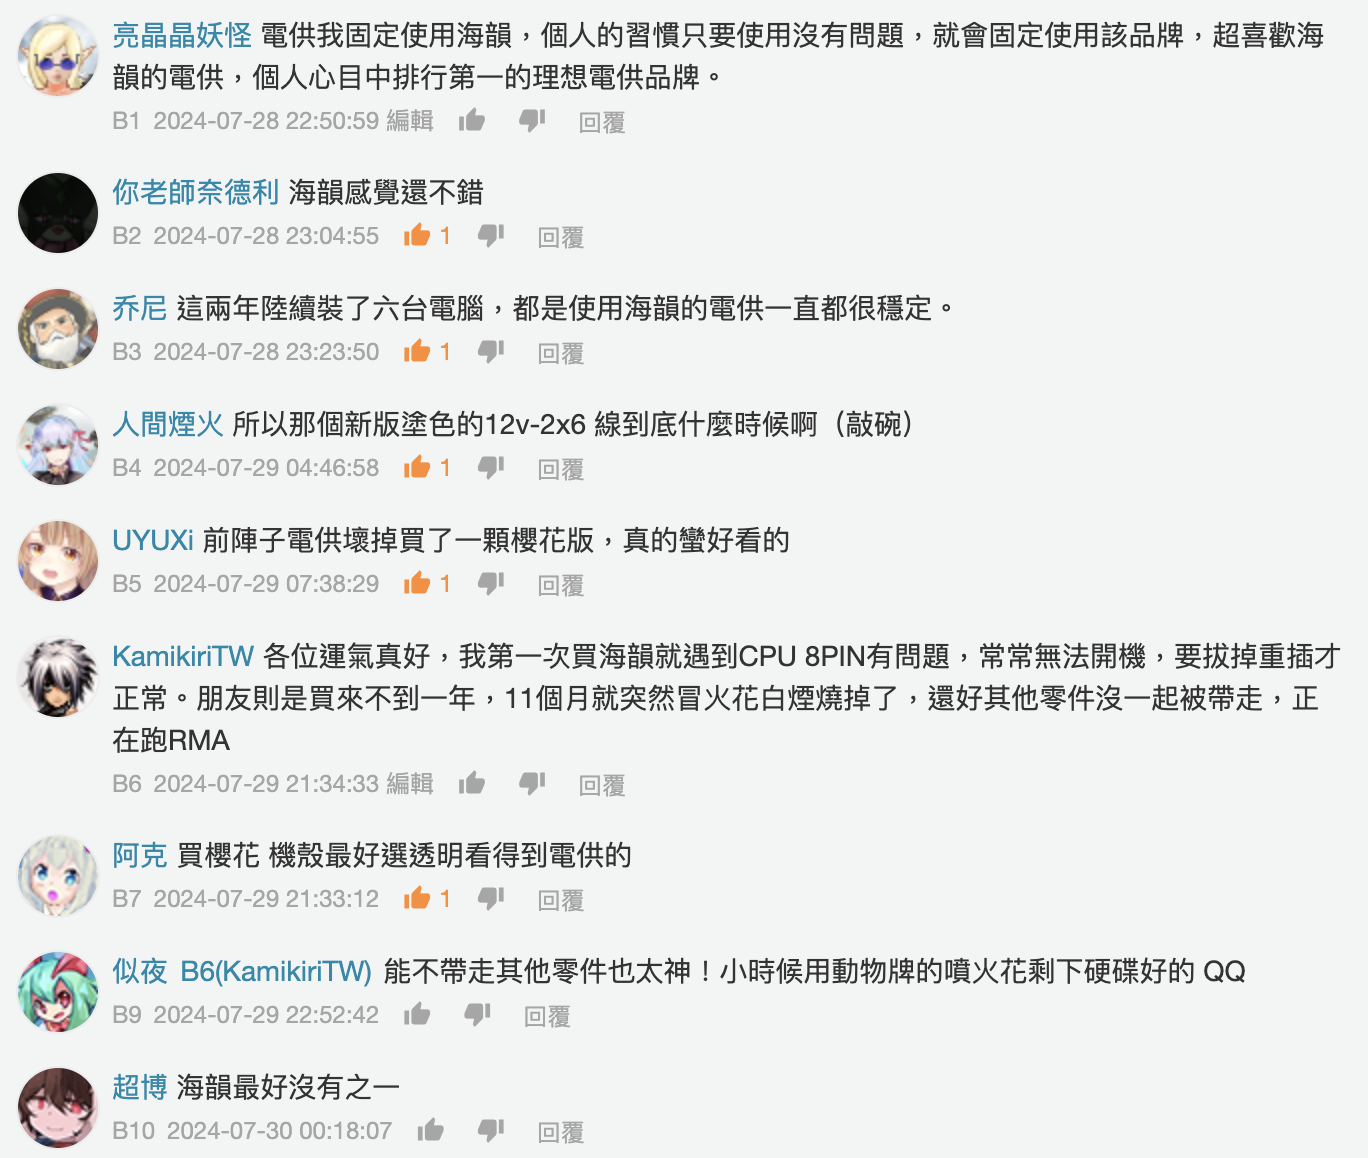 亮晶晶妖怪 電供我固定使用海韻，個人的習慣只要使用沒有問題，就會固定使用該品牌，超喜歡海
韻的電供，個人心目中排行第一的理想電供品牌。
B1 2024-07-28 22:50:59 編輯 回覆
你老師奈德利 海韻感覺還不錯
B2 2024-07-28 23:04:55 1 回覆
乔尼 這兩年陸續裝了六台電腦，都是使用海韻的電供一直都很穩定。
B3 2024-07-28 23:23:50 1 回覆
人間煙火 所以那個新版塗色的12v-2x6 線到底什麼時候啊（敲碗）
B4 2024-07-29 04:46:58 1 回覆
UYUXi 前陣子電供壞掉買了一顆櫻花版，真的蠻好看的
B5 2024-07-29 07:38:29 1 回覆
KamikiriTW 各位運氣真好，我第一次買海韻就遇到CPU 8PIN有問題，常常無法開機，要拔掉重插才
正常。朋友則是買來不到一年，11個月就突然冒火花白煙燒掉了，還好其他零件沒一起被帶走，正
在跑RMA
B6 2024-07-29 21:34:33 編輯 回覆
阿克 買櫻花 機殼最好選透明看得到電供的
B7 2024-07-29 21:33:12 1 回覆
似夜 B6(KamikiriTW) 能不帶走其他零件也太神！小時候用動物牌的噴火花剩下硬碟好的 QQ
B9 2024-07-29 22:52:42 回覆
超博 海韻最好沒有之一
B10 2024-07-30 00:18:07 回覆